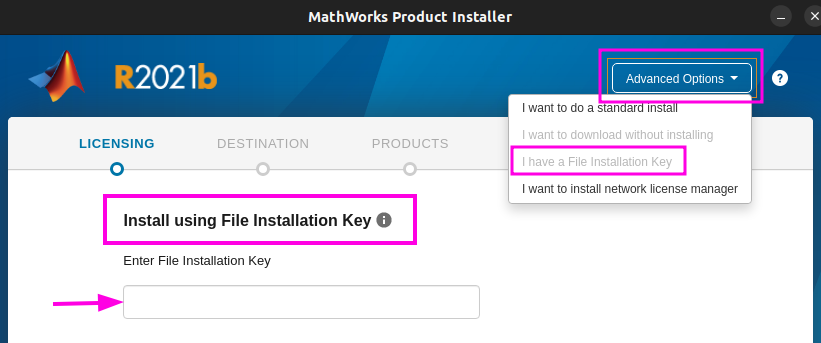 MathWorks Product Installer
R2021b
Advanced Options
?
I want to do a standard install
I want to download without installing
I have a File Installation Key
I want to install network license manager
LICENSING
DESTINATION
PRODUCTS
Install using File Installation Key
Enter File Installation Key